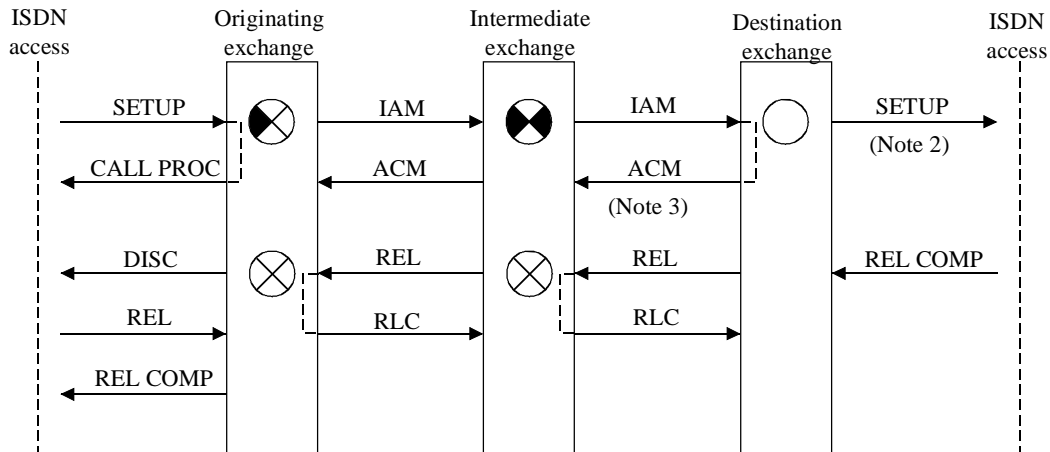 ISDN
access
Originating
exchange
Intermediate
exchange
Destination
exchange
ISDN
access
SETUP
IAM
IAM
SETUP
(Note 2)
CALL PROC
ACM
ACM
(Note 3)
DISC
REL
REL
REL COMP
REL
RLC
RLC
REL COMP